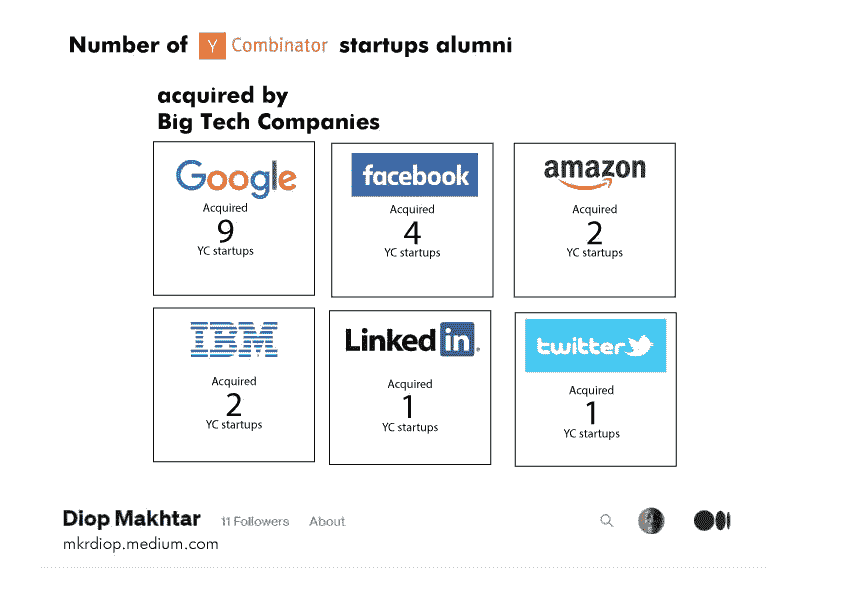 Number of Y Combinator startups alumni
acquired by
Big Tech Companies
Google
Acquired
9
YC startups
facebook
Acquired
4
YC startups
amazon
Acquired
2
YC startups
IBM
Acquired
2
YC startups
Linked in.
Acquired
1
YC startups
twitter
Acquired
1
YC startups
Diop Makhtar 11 Followers About
mkrdiop.medium.com